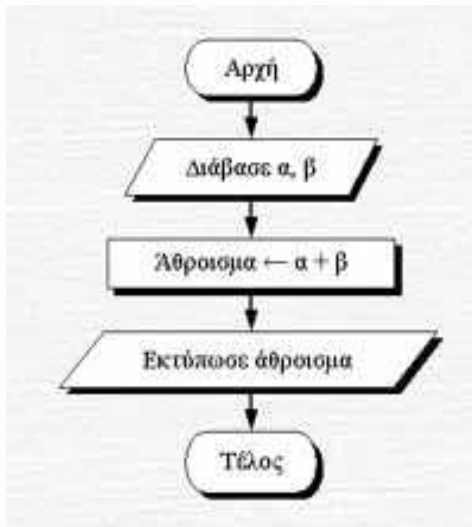 Αρχή
Διάβασε α, β
Άθροισμα ← α + β
Εκτύπωσε άθροισμα
Τέλος